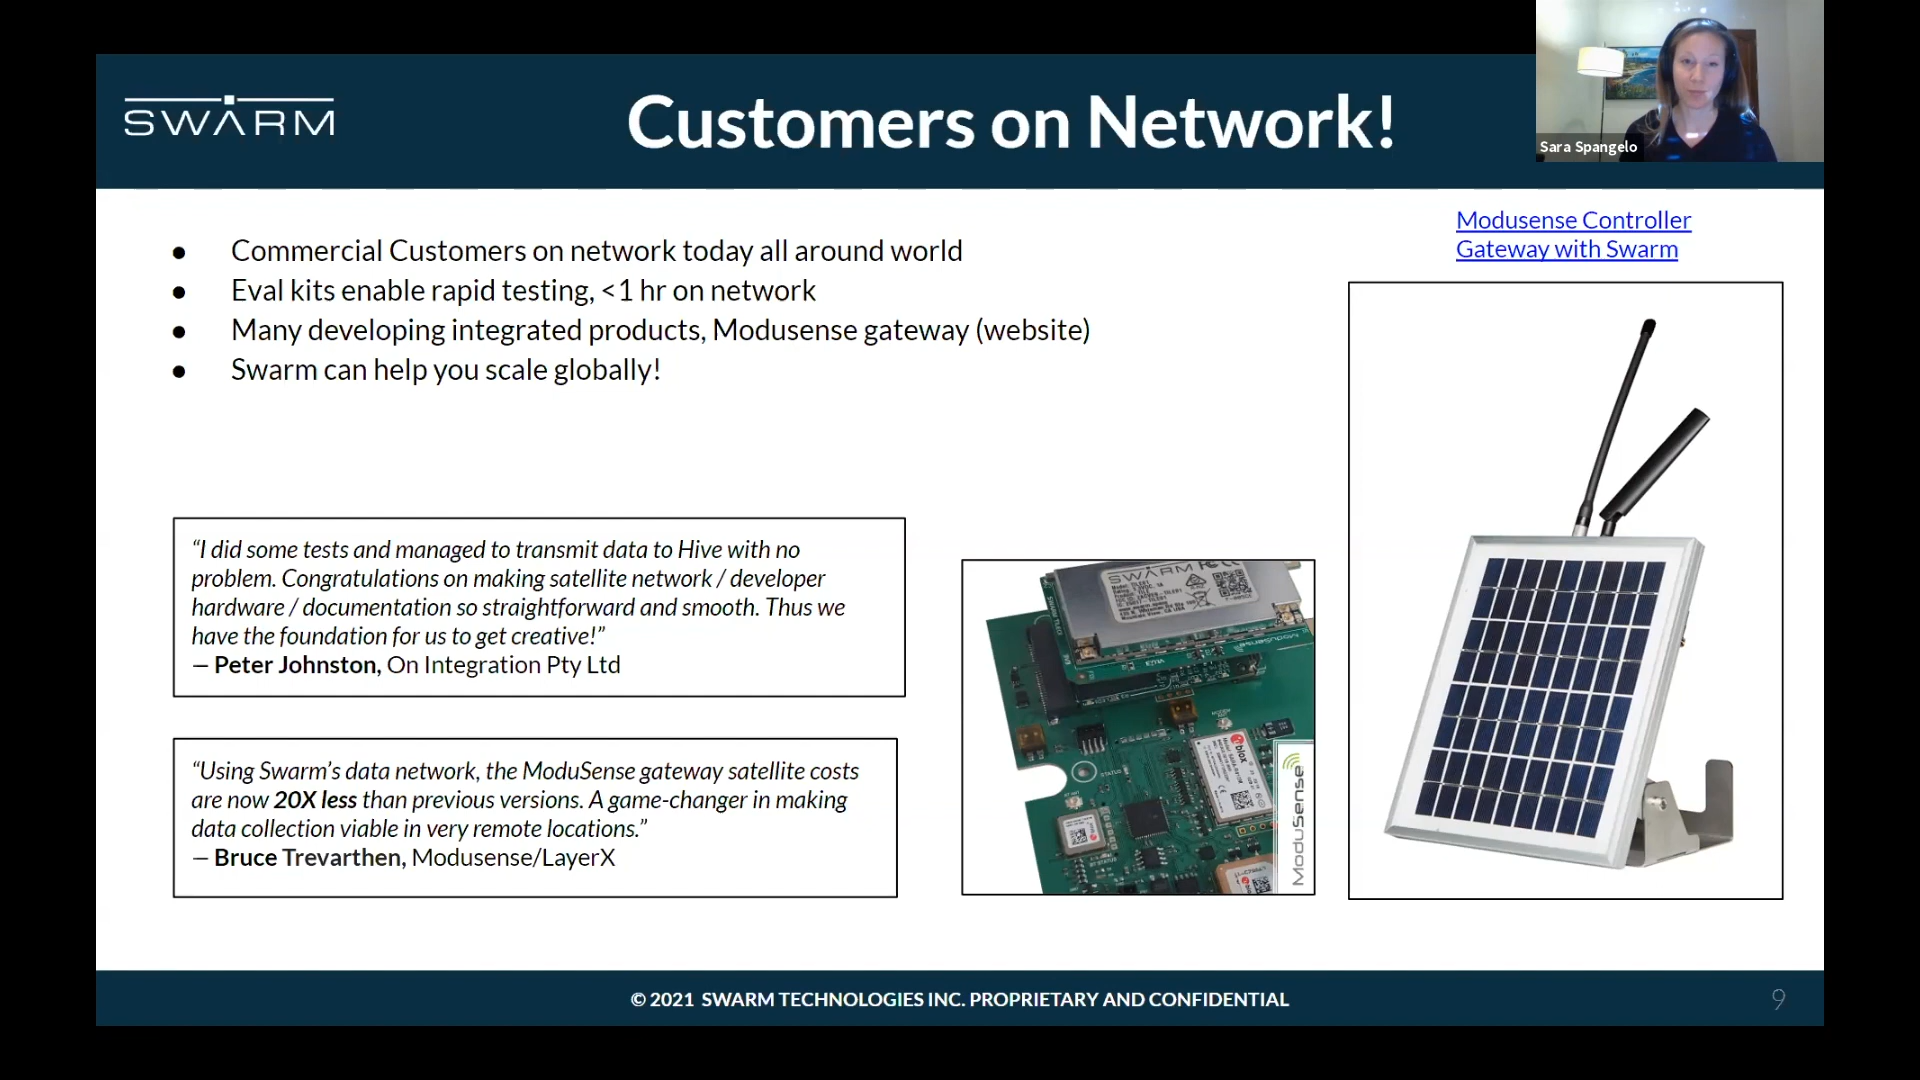 SWARM
Customers on Network!
Sara Spangelo
● Commercial Customers on network today all around world
● Eval kits enable rapid testing, <1 hr on network
● Many developing integrated products, Modusense gateway (website)
● Swarm can help you scale globally!
Modusense Controller
Gateway with Swarm
“I did some tests and managed to transmit data to Hive with no
problem. Congratulations on making satellite network / developer
hardware / documentation so straightforward and smooth. Thus we
have the foundation for us to get creative!”
– Peter Johnston, On Integration Pty Ltd
“Using Swarm’s data network, the ModuSense gateway satellite costs
are now 20X less than previous versions. A game-changer in making
data collection viable in very remote locations.”
– Bruce Trevarthen, Modusense/LayerX
SWARM
ModuSense
STATUS
ublox
ModuSense
© 2021 SWARM TECHNOLOGIES INC. PROPRIETARY AND CONFIDENTIAL
9